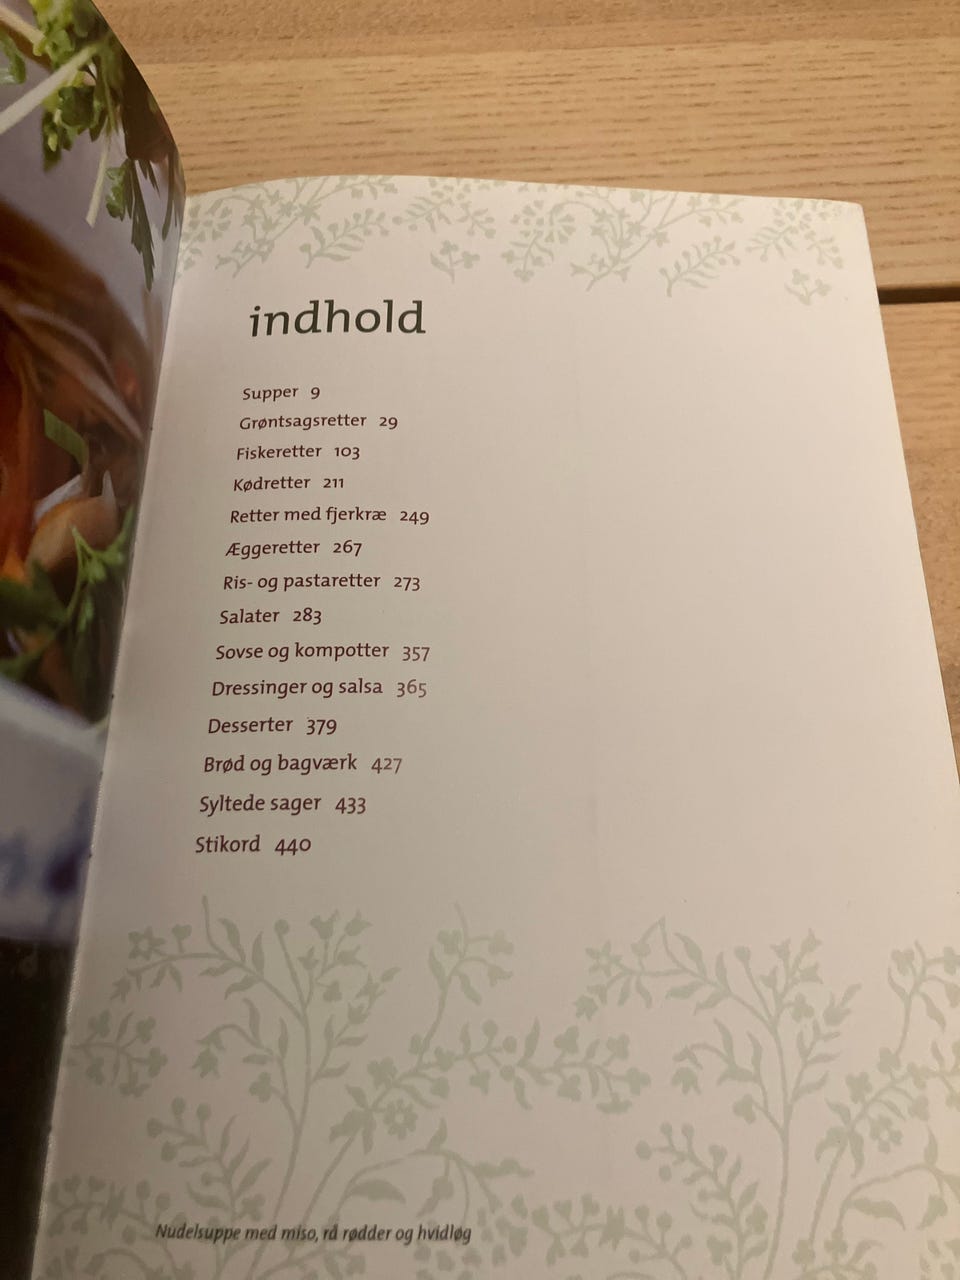 indhold
Supper 9
Grøntsagsretter 29
Fiskeretter 103
Kødretter 211
Retter med fjerkræ 249
Æggeretter 267
Ris- og pastaretter 273
Salater 283
Sovse og kompotter 357
Dressinger og salsa 365
Desserter 379
Brød og bagværk 427
Syltede sager 433
Stikord 440
Nudelsuppe med miso, rå rødder og hvidløg